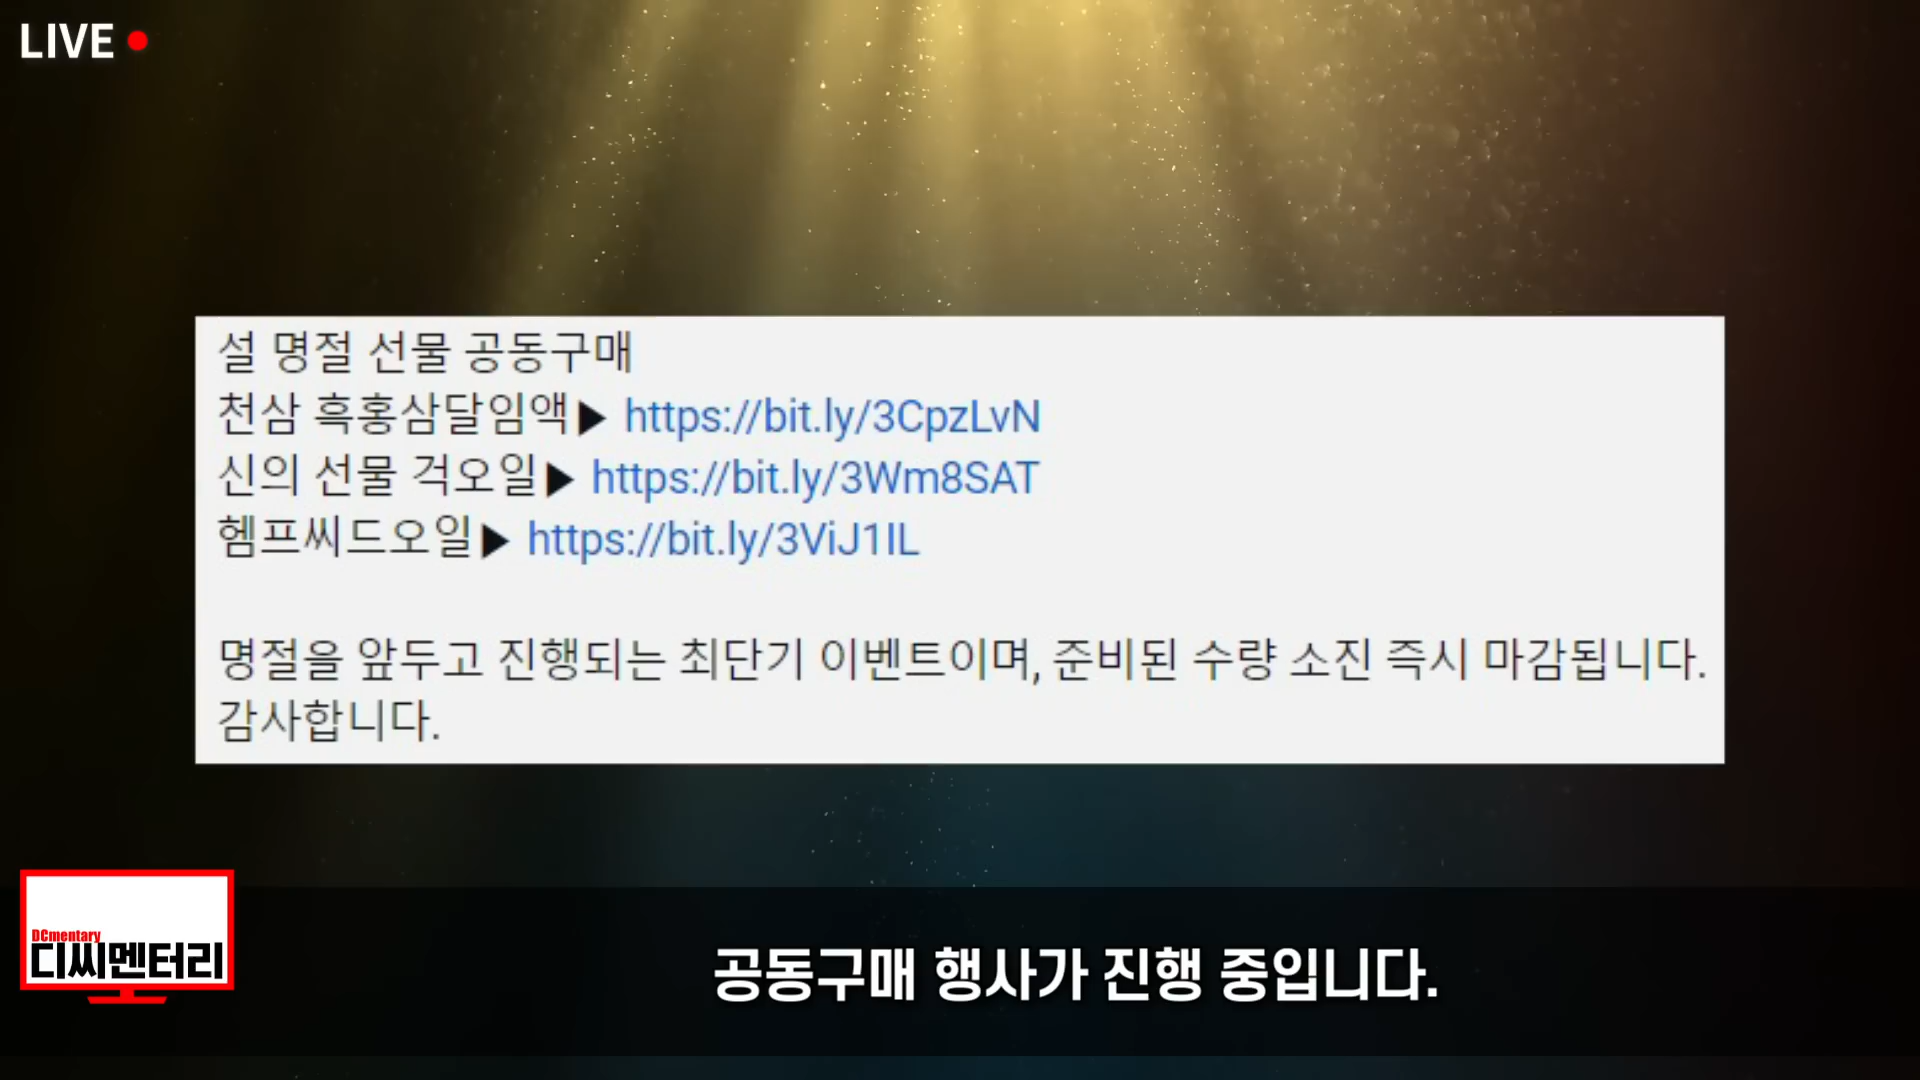 LIVE
설 명절 선물 공동구매
천삼 흑홍삼달임액▶ https://bit.ly/3CpzLvN
신의 선물 걱오일▶ https://bit.ly/3Wm8SAT
헴프씨드오일▶ https://bit.ly/3ViJ1IL
명절을 앞두고 진행되는 최단기 이벤트이며, 준비된 수량 소진 즉시 마감됩니다.
감사합니다.
DCmentary
디씨멘터리
공동구매 행사가 진행 중입니다.